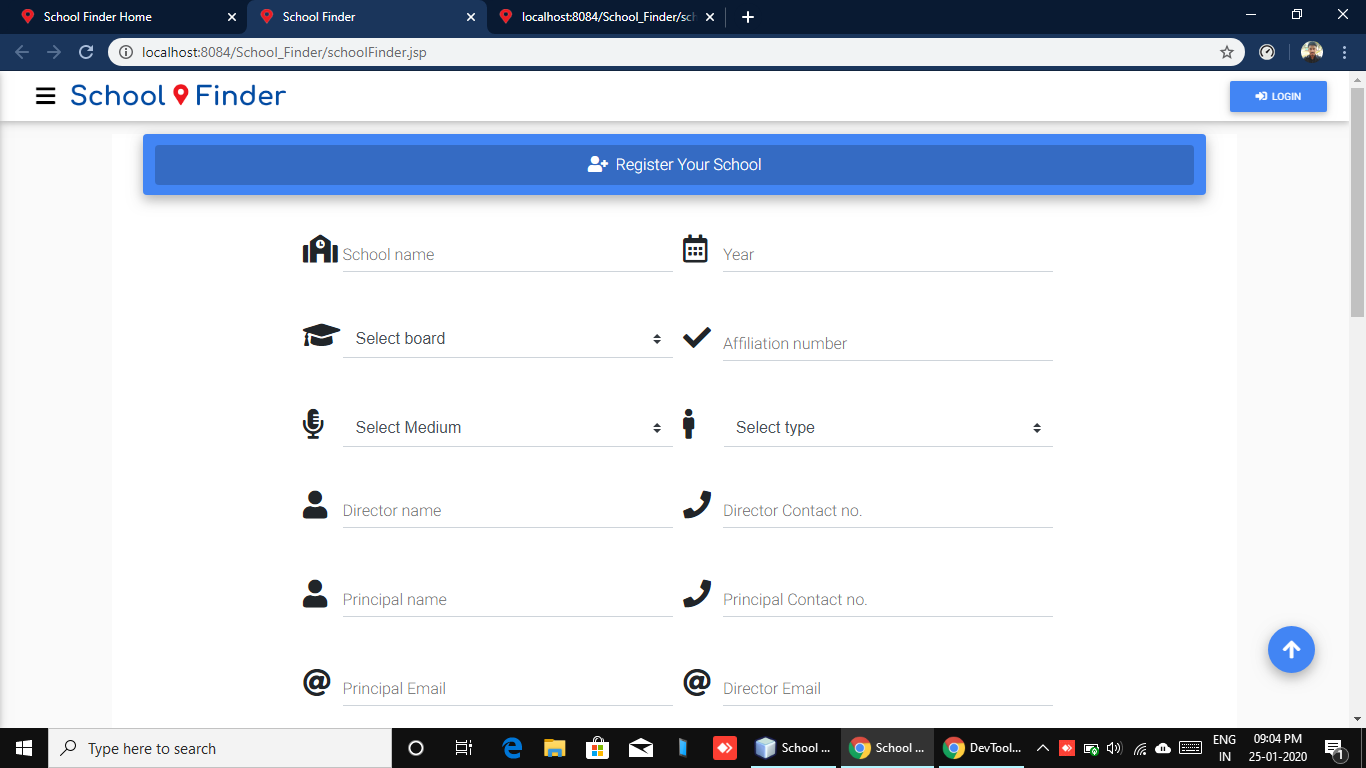 School Finder Home
School Finder
localhost:8084/School_Finder/sch
localhost:8084/School_Finder/schoolFinder.jsp
School Finder
LOGIN
Register Your School
School name
Year
Select board
Affiliation number
Select Medium
Select type
Director name
Director Contact no.
Principal name
Principal Contact no.
@ Principal Email
@ Director Email
Type here to search
School ...
School ...
DevTool...
ENG
IN
09:04 PM
25-01-2020
1